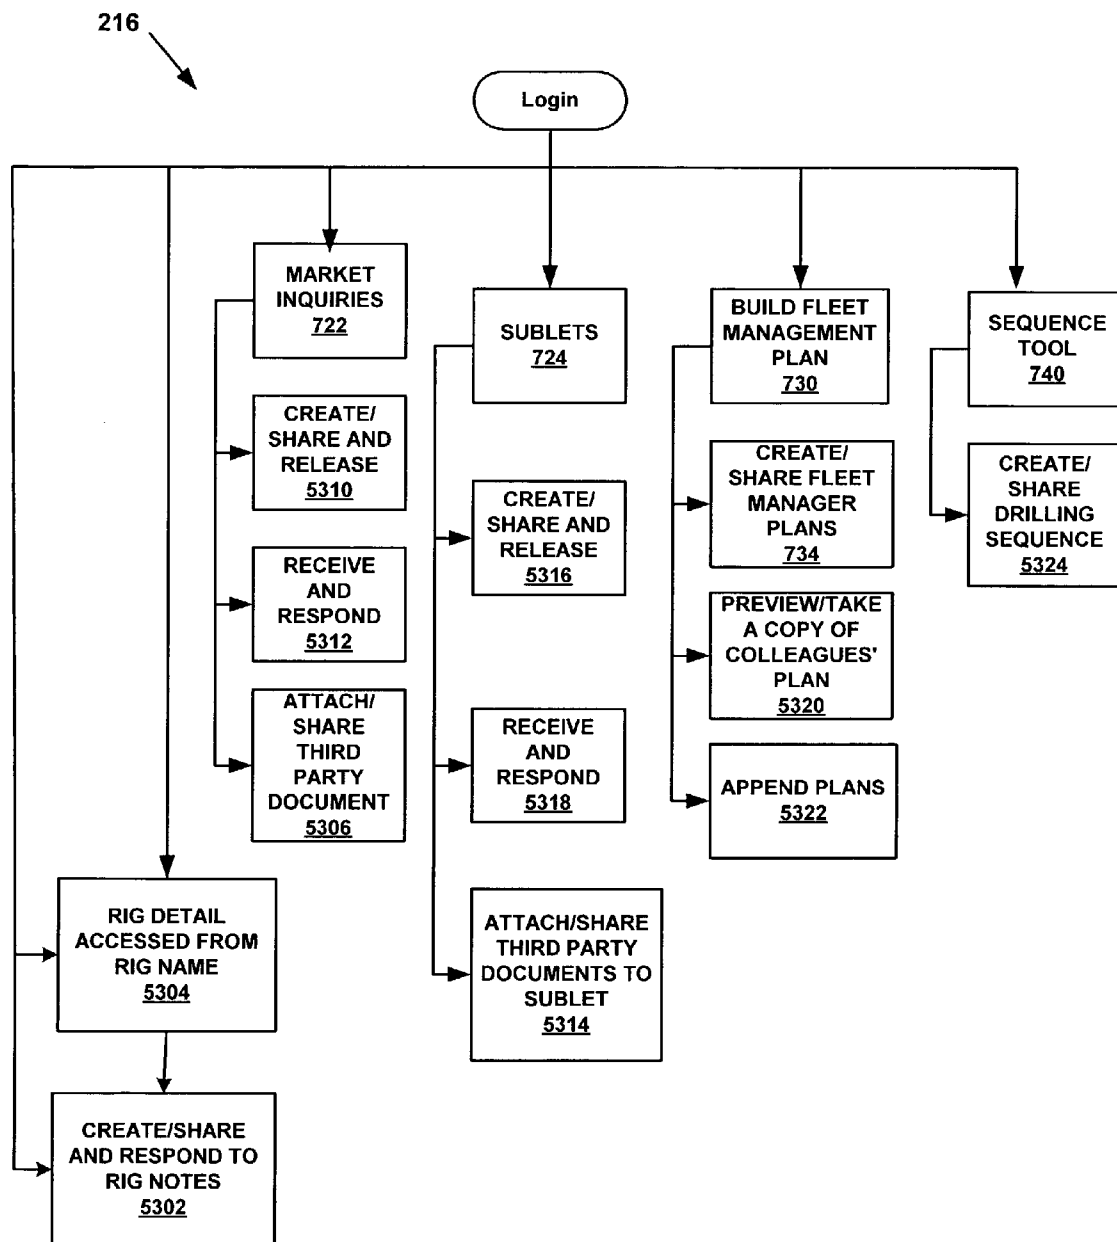 216
Login
MARKET
INQUIRIES
722
CREATE/
SHARE AND
RELEASE
5310
RECEIVE
AND
RESPOND
5312
ATTACH/
SHARE
THIRD
PARTY
DOCUMENT
5306
RIG DETAIL
ACCESSED FROM
RIG NAME
5304
CREATE/SHARE
AND RESPOND TO
RIG NOTES
5302
SUBLETS
724
CREATE/
SHARE AND
RELEASE
5316
RECEIVE
AND
RESPOND
5318
ATTACH/SHARE
THIRD PARTY
DOCUMENTS TO
SUBLET
5314
BUILD FLEET
MANAGEMENT
PLAN
730
CREATE/
SHARE FLEET
MANAGER
PLANS
734
PREVIEW/TAKE
A COPY OF
COLLEAGUES'
PLAN
5320
APPEND PLANS
5322
SEQUENCE
TOOL
740
CREATE/
SHARE
DRILLING
SEQUENCE
5324